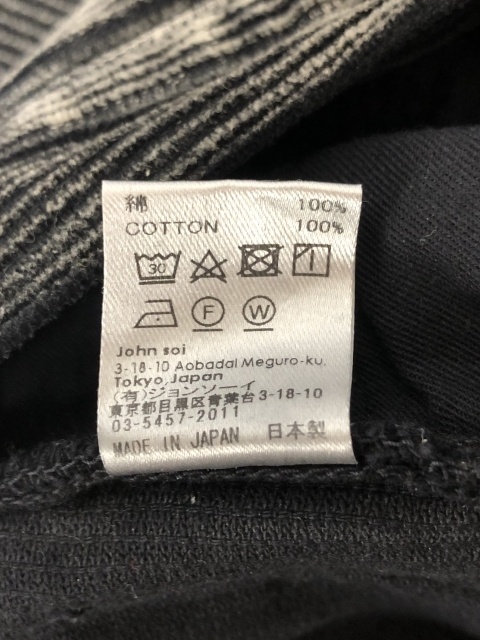 綿 100%
COTTON 100%
30
F W
John soi
3-18-10 Aobadai Meguro-ku,
Tokyo,Japan
(有)ジョンソーイ
東京都目黒区青葉台3-18-10
03-5457-2011
MADE IN JAPAN 日本製